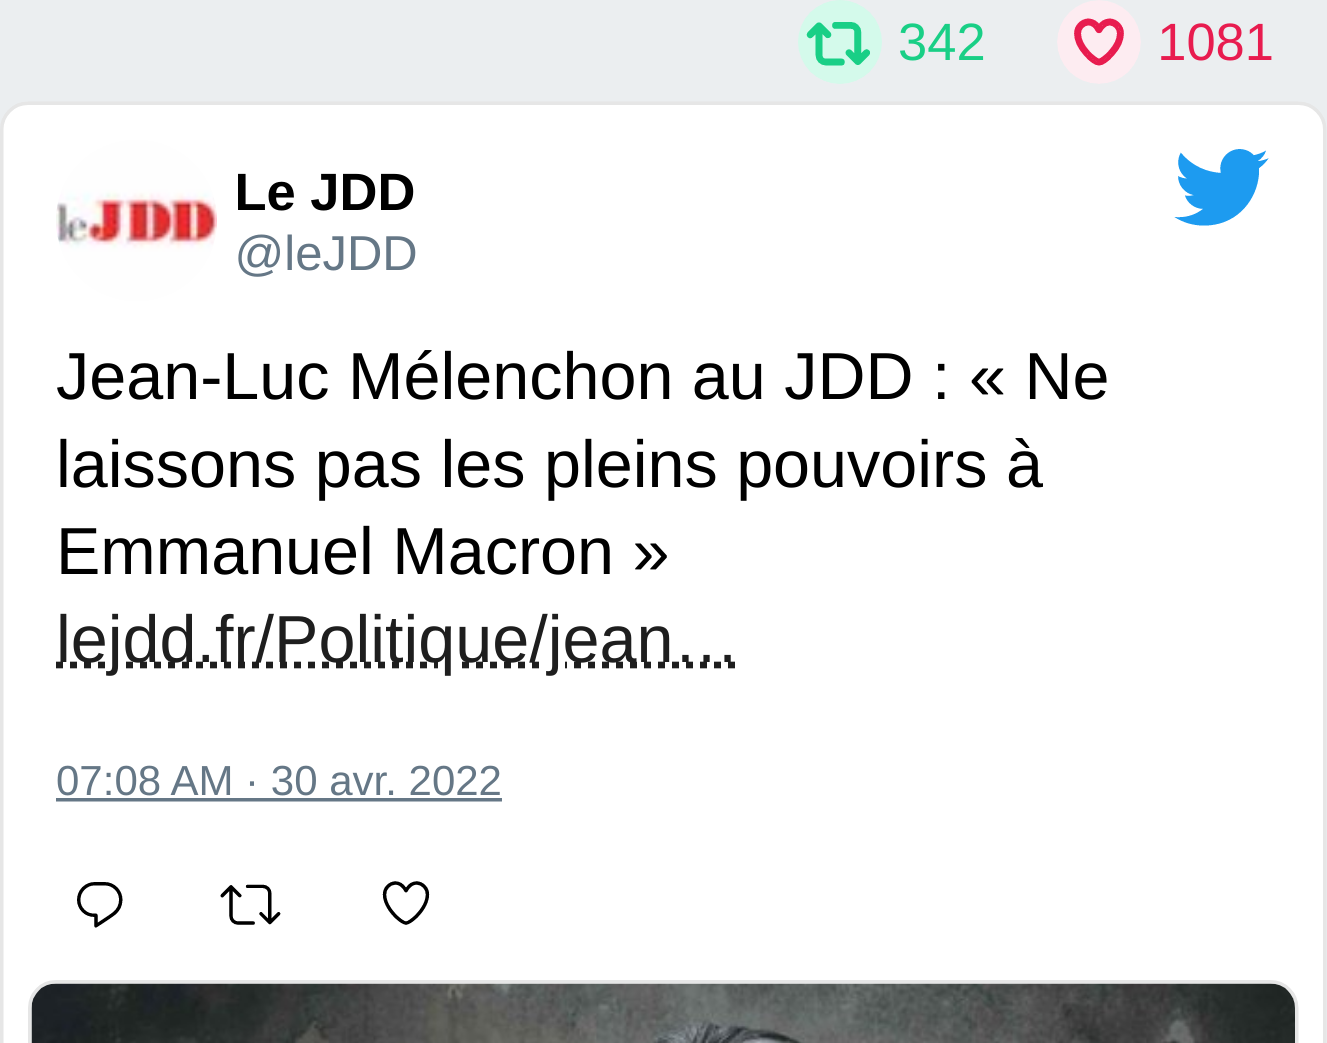 342 1081
leJDD
Le JDD
@leJDD
Jean-Luc Mélenchon au JDD : « Ne
laissons pas les pleins pouvoirs à
Emmanuel Macron »
lejdd.fr/Politique/jean…
07:08 AM · 30 avr. 2022